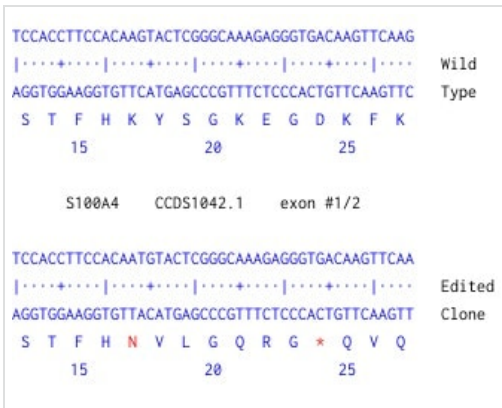 TCCACCTTCCACAAGTACTCGGGCAAAGAGGGTGACAAGTTCAAG
|····+····|····+····|····+····|····+····|···· Wild
AGGTGGAAGGTGTTCATGAGCCCGTTTCTCCCACTGTTCAAGTTC Type
S T F H K Y S G K E G D K F K
15 20 25
S100A4 CCDS1042.1 exon #1/2
TCCACCTTCCACAATGTACTCGGGCAAAGAGGGTGACAAGTTCAA
|····+····|····+····|····+····|····+····|···· Edited
AGGTGGAAGGTGTTACATGAGCCCGTTTCTCCCACTGTTCAAGTT Clone
S T F H N V L G Q R G * Q V Q
15 20 25